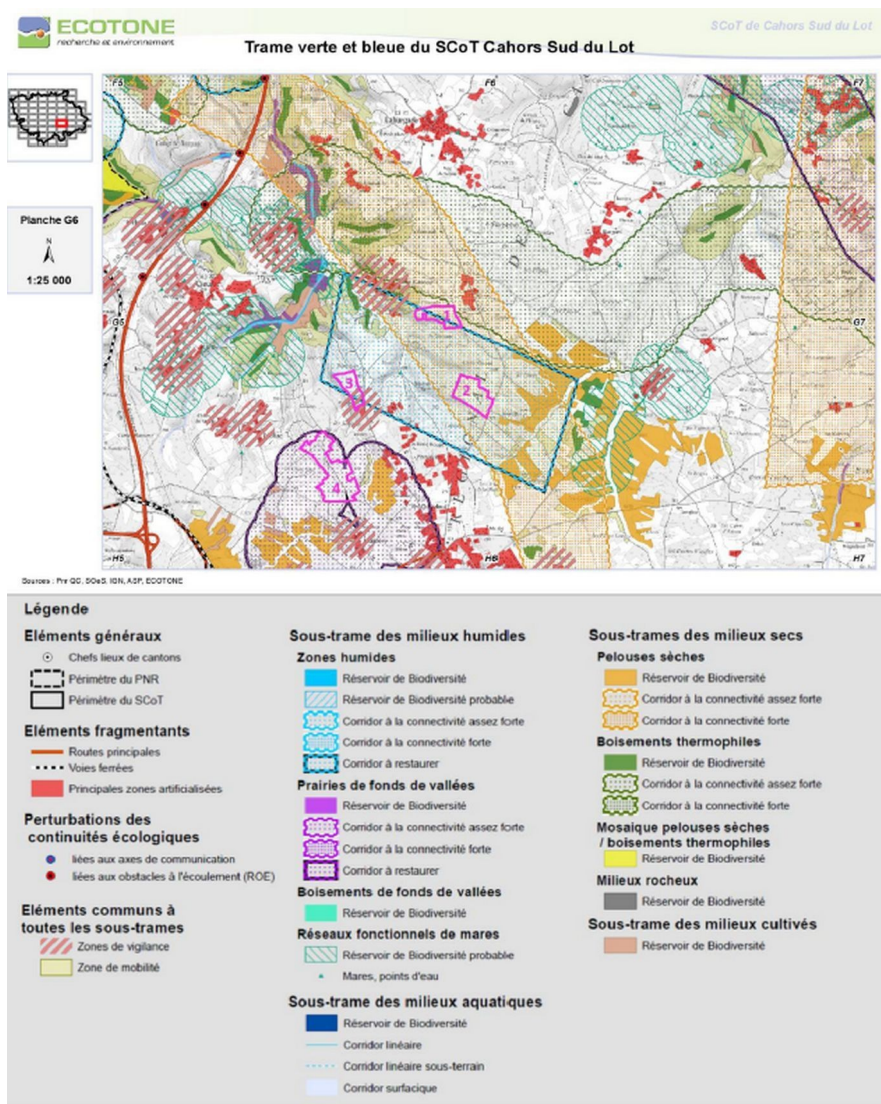 ECOTONE
recherche et environnement
SCoT de Cahors Sud du Lot
Trame verte et bleue du SCoT Cahors Sud du Lot
F5
F6
F7
Planche G6
N
1:25 000
G5
G7
1
2
3
4
H5
H6
H7
Sources : Pnr QC, SOeS, IGN, ASP, ECOTONE
Légende
Eléments généraux
Chefs lieux de cantons
Périmètre du PNR
Périmètre du SCoT
Eléments fragmentants
Routes principales
Voies ferrées
Principales zones artificialisées
Perturbations des
continuités écologiques
liées aux axes de communication
liées aux obstacles à l'écoulement (ROE)
Eléments communs à
toutes les sous-trames
Zones de vigilance
Zone de mobilité
Sous-trame des milieux humides
Zones humides
Réservoir de Biodiversité
Réservoir de Biodiversité probable
Corridor à la connectivité assez forte
Corridor à la connectivité forte
Corridor à restaurer
Prairies de fonds de vallées
Réservoir de Biodiversité
Corridor à la connectivité assez forte
Corridor à la connectivité forte
Corridor à restaurer
Boisements de fonds de vallées
Réservoir de Biodiversité
Réseaux fonctionnels de mares
Réservoir de Biodiversité probable
Mares, points d'eau
Sous-trame des milieux aquatiques
Réservoir de Biodiversité
Corridor linéaire
Corridor linéaire sous-terrain
Corridor surfacique
Sous-trames des milieux secs
Pelouses sèches
Réservoir de Biodiversité
Corridor à la connectivité assez forte
Corridor à la connectivité forte
Boisements thermophiles
Réservoir de Biodiversité
Corridor à la connectivité assez forte
Corridor à la connectivité forte
Mosaïque pelouses sèches
/ boisements thermophiles
Réservoir de Biodiversité
Milieux rocheux
Réservoir de Biodiversité
Sous-trame des milieux cultivés
Réservoir de Biodiversité